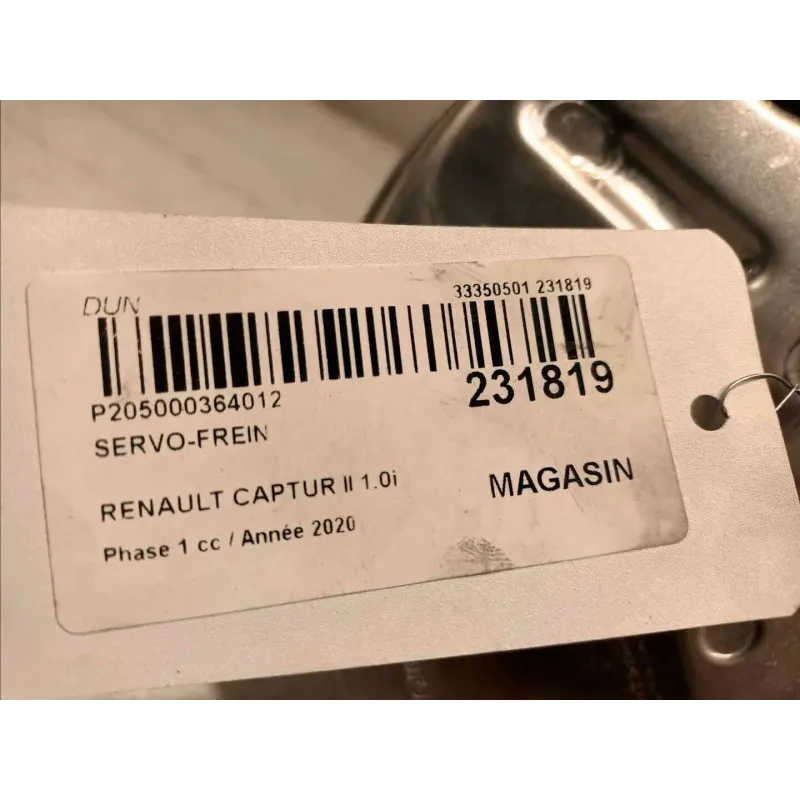 DUN
33350501 231819
P205000364012
231819
SERVO-FREIN
RENAULT CAPTUR II 1.0i
MAGASIN
Phase 1 cc / Année 2020